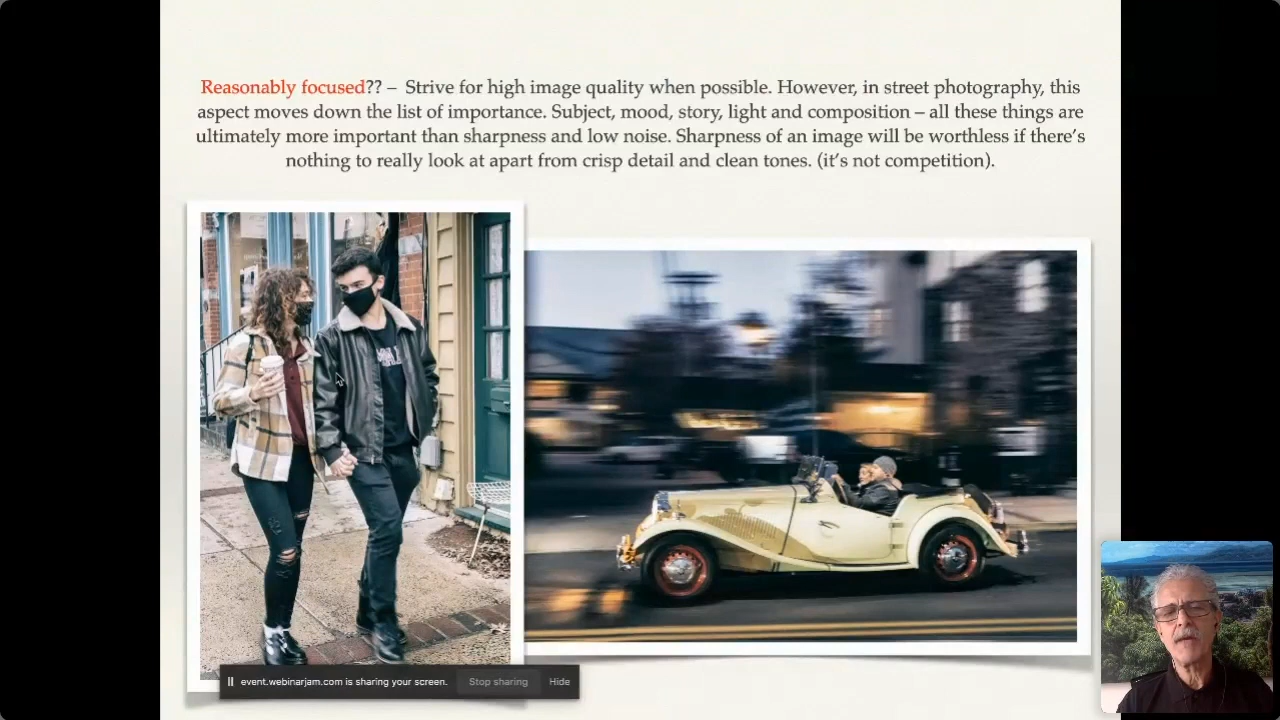 Reasonably focused?? – Strive for high image quality when possible. However, in street photography, this
aspect moves down the list of importance. Subject, mood, story, light and composition – all these things are
ultimately more important than sharpness and low noise. Sharpness of an image will be worthless if there's
nothing to really look at apart from crisp detail and clean tones. (it's not competition).
event.webinarjam.com is sharing your screen. Stop sharing Hide